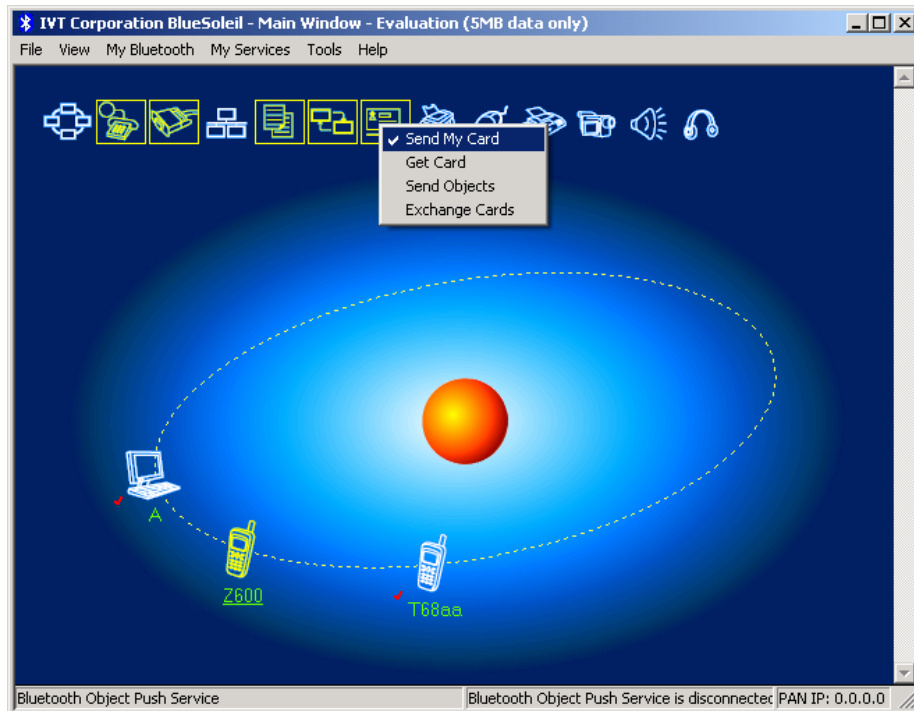 IVT Corporation BlueSoleil - Main Window - Evaluation (5MB data only)
File View My Bluetooth My Services Tools Help
Send My Card
Get Card
Send Objects
Exchange Cards
A
Z600
T68aa
Bluetooth Object Push Service
Bluetooth Object Push Service is disconnected
PAN IP: 0.0.0.0